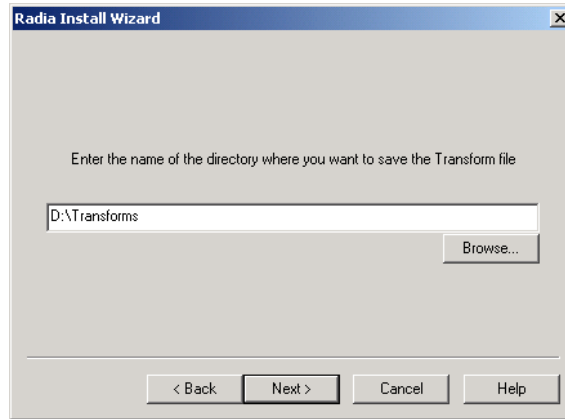 Radia Install Wizard
Enter the name of the directory where you want to save the Transform file
D:\Transforms
Browse...
< Back Next > Cancel Help